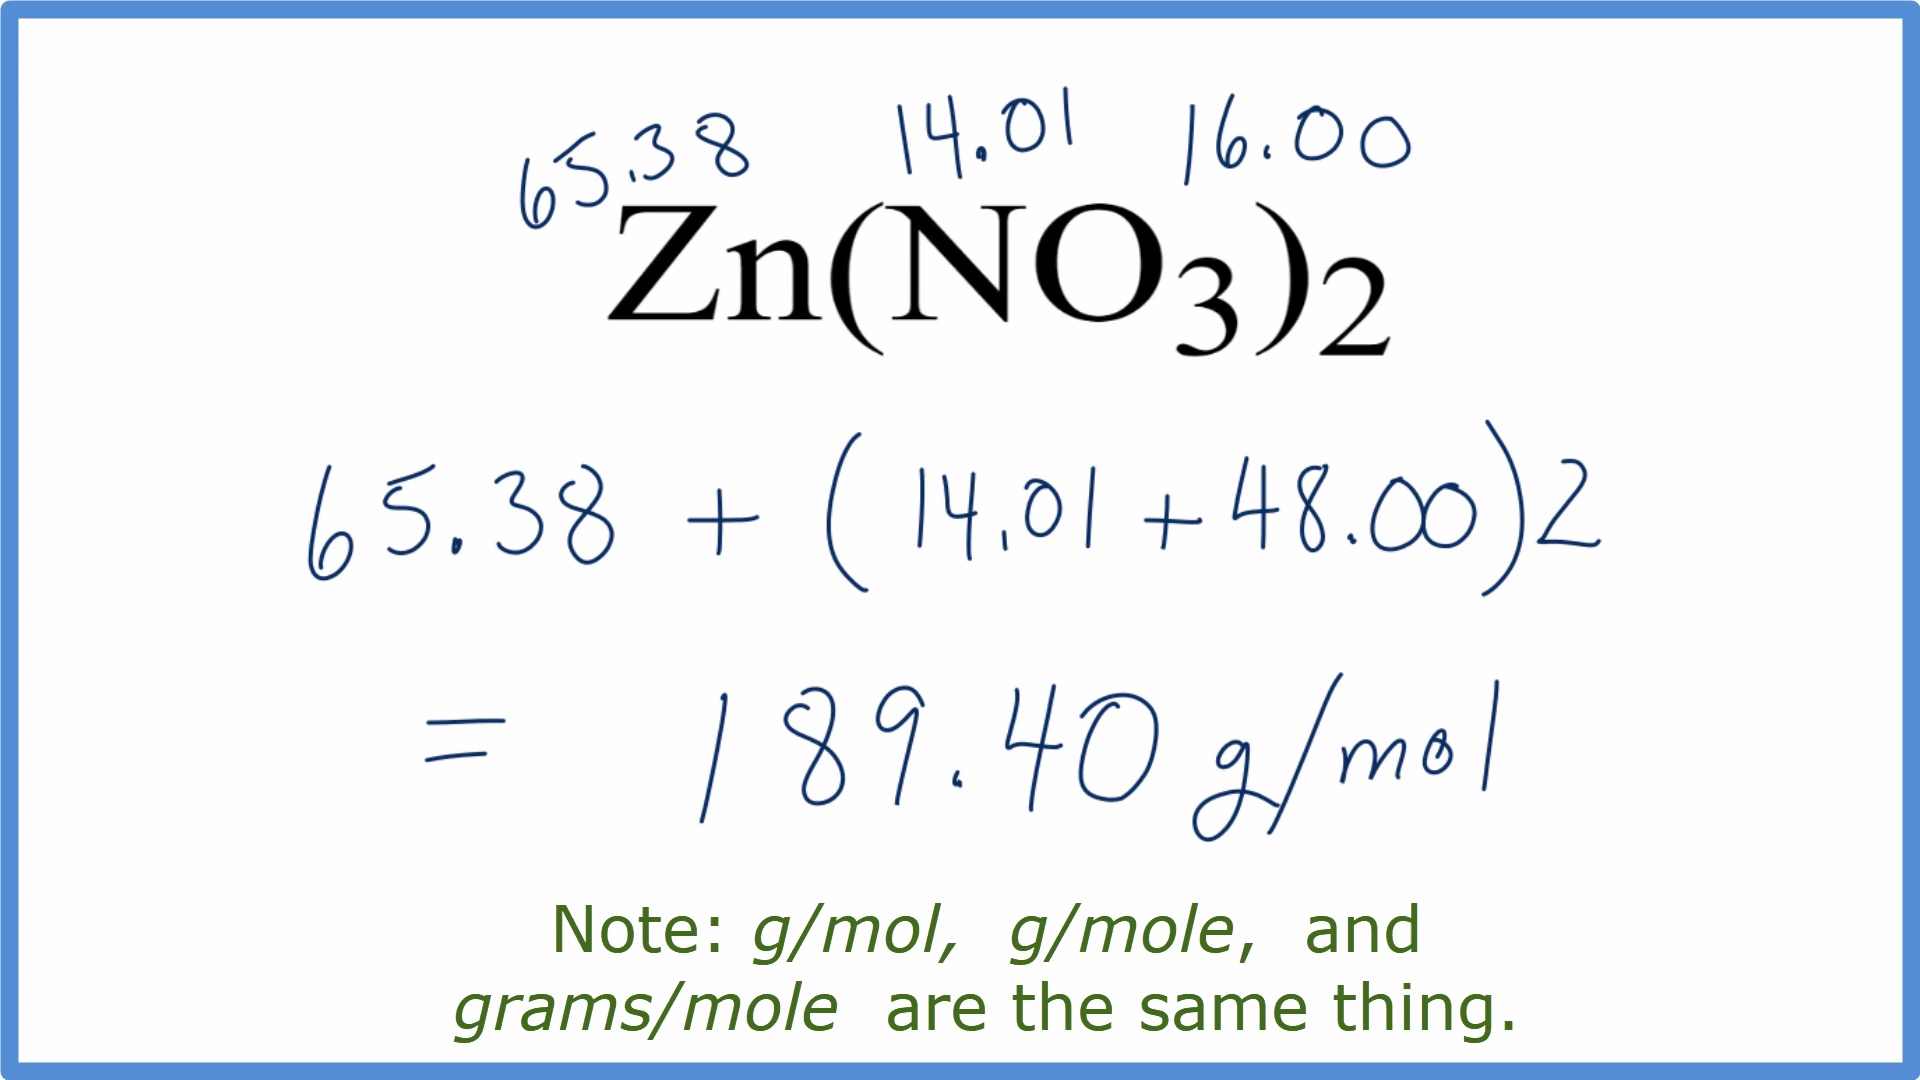 65.38 14.01 16.00
Zn(NO3)2
65.38 + (14.01 + 48.00)2
= 189.40 g/mol
Note: g/mol, g/mole, and
grams/mole are the same thing.